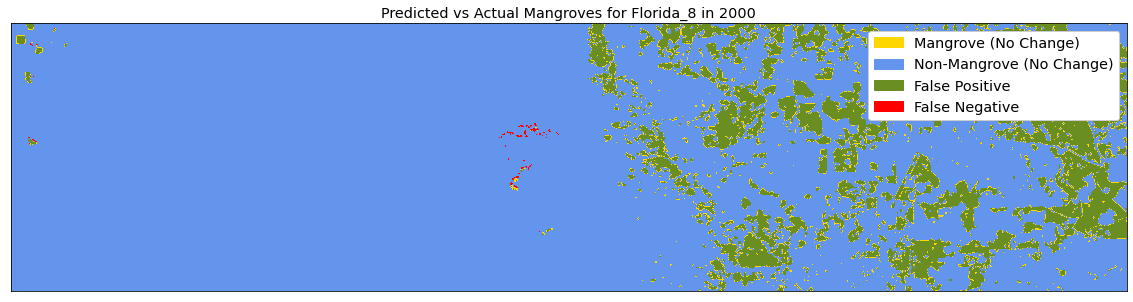 Predicted vs Actual Mangroves for Florida_8 in 2000
Mangrove (No Change)
Non-Mangrove (No Change)
False Positive
False Negative